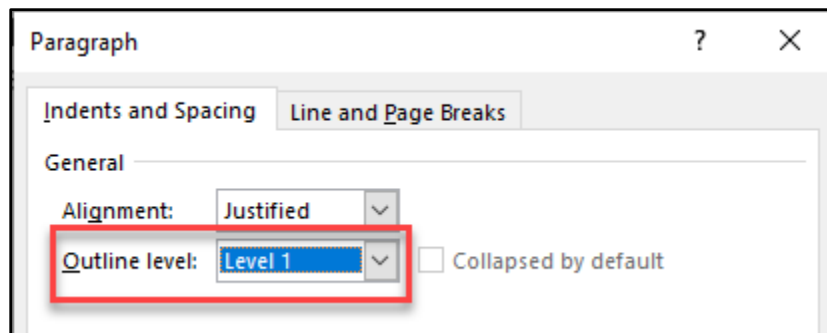 Paragraph ?
Indents and Spacing Line and Page Breaks
General
Alignment: Justified
Outline level: Level 1 Collapsed by default